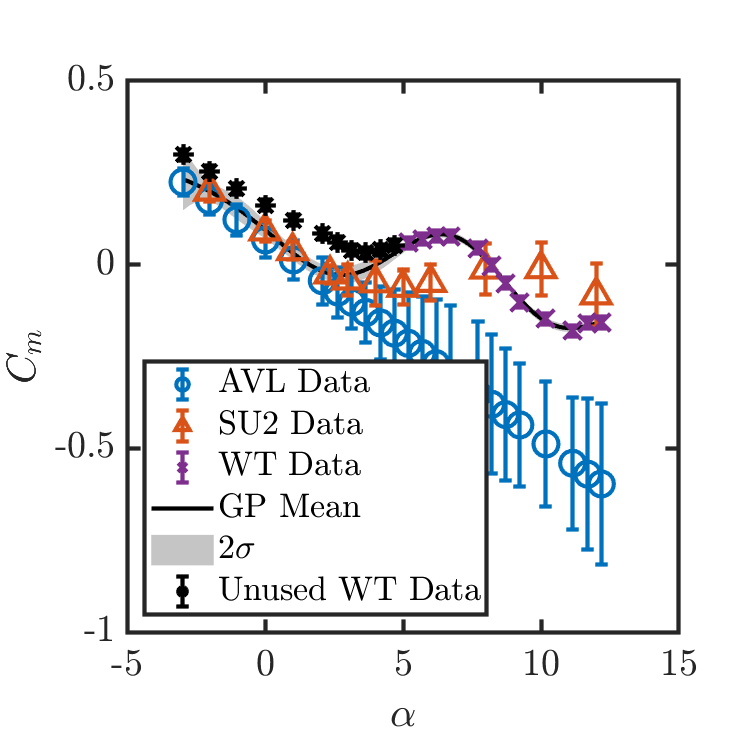 0.5
0
-0.5
-1
C_m
AVL Data
SU2 Data
WT Data
GP Mean
2σ
Unused WT Data
-5 0 5 10 15
α